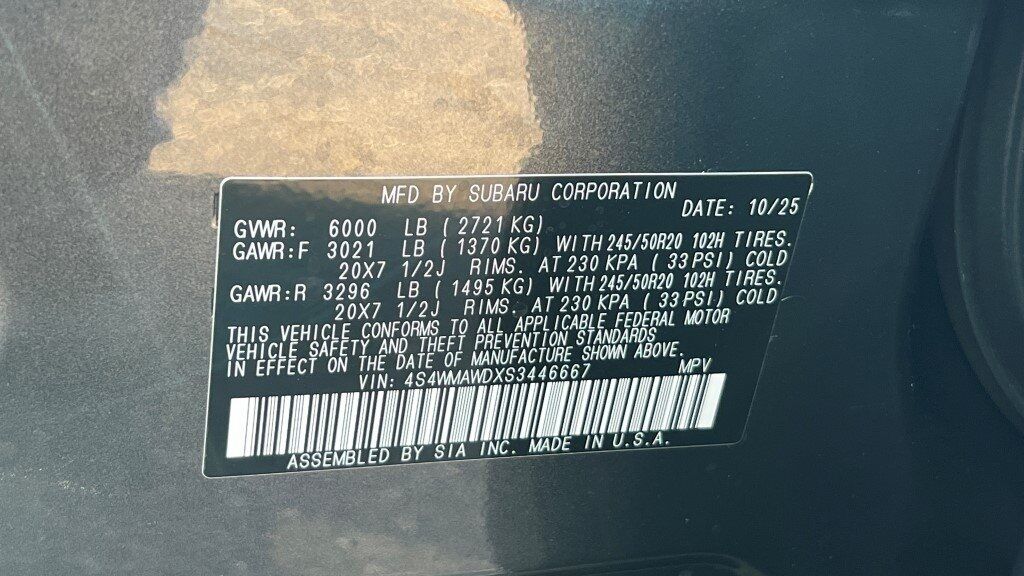 MFD BY SUBARU CORPORATION
DATE: 10/25
GVWR: 6000 LB ( 2721 KG)
GAWR:F 3021 LB ( 1370 KG) WITH 245/50R20 102H TIRES.
20X7 1/2J RIMS. AT 230 KPA ( 33 PSI) COLD
GAWR:R 3296 LB ( 1495 KG) WITH 245/50R20 102H TIRES.
20X7 1/2J RIMS. AT 230 KPA ( 33 PSI) COLD
THIS VEHICLE CONFORMS TO ALL APPLICABLE FEDERAL MOTOR
VEHICLE SAFETY AND THEFT PREVENTION STANDARDS
IN EFFECT ON THE DATE OF MANUFACTURE SHOWN ABOVE.
VIN: 4S4WMAWDXS3446667 MPV
ASSEMBLED BY SIA INC. MADE IN U.S.A.